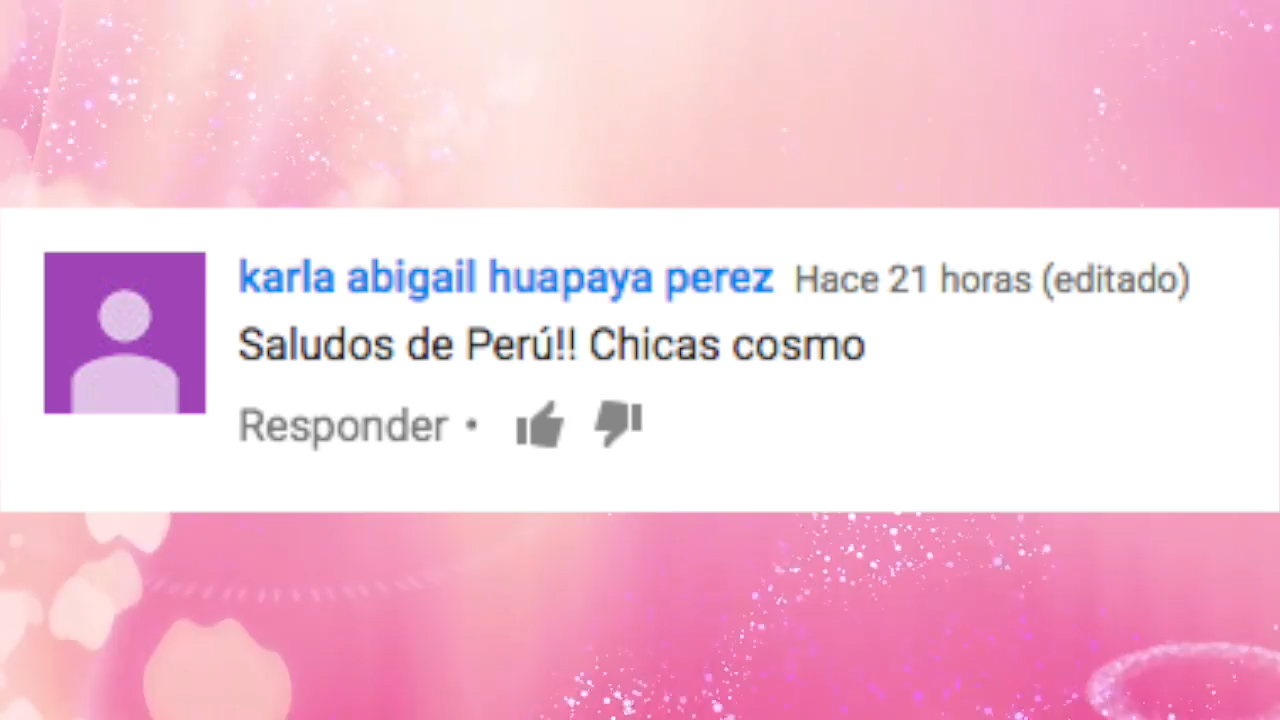 karla abigail huapaya perez Hace 21 horas (editado)
Saludos de Perú!! Chicas cosmo
Responder •